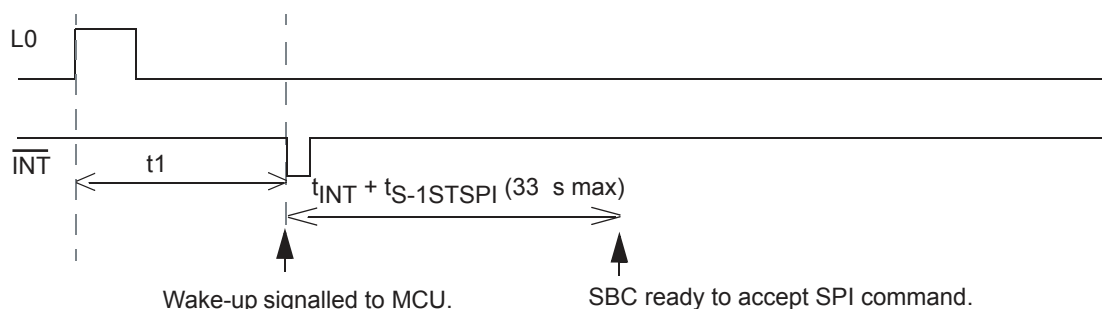 L0
INT
t1
tINT + tS-1STSPI (33 s max)
Wake-up signalled to MCU.
SBC ready to accept SPI command.